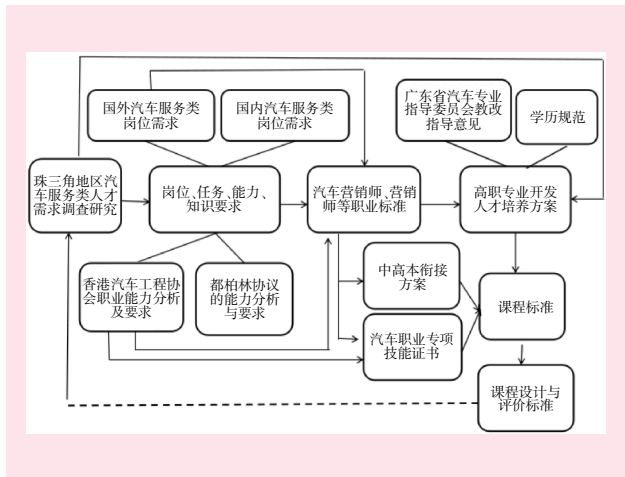 国外汽车服务类
岗位需求
国内汽车服务类
岗位需求
广东省汽车专业
指导委员会教改
指导意见
学历规范
珠三角地区汽
车服务类人才
需求调查研究
岗位、任务、能力、
知识要求
汽车营销师、营销
师等职业标准
高职专业开发
人才培养方案
香港汽车工程协
会职业能力分析
及要求
都柏林协议
的能力分析
与要求
中高本衔接
方案
汽车职业专项
技能证书
课程标准
课程设计与
评价标准